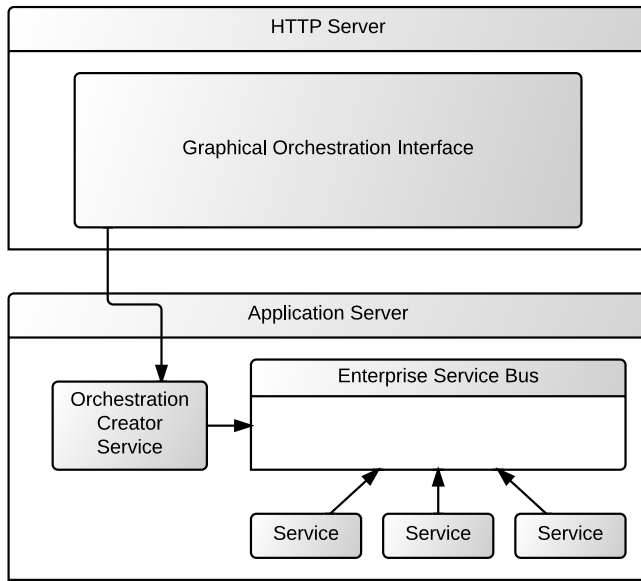 HTTP Server
Graphical Orchestration Interface
Application Server
Orchestration
Creator
Service
Enterprise Service Bus
Service
Service
Service